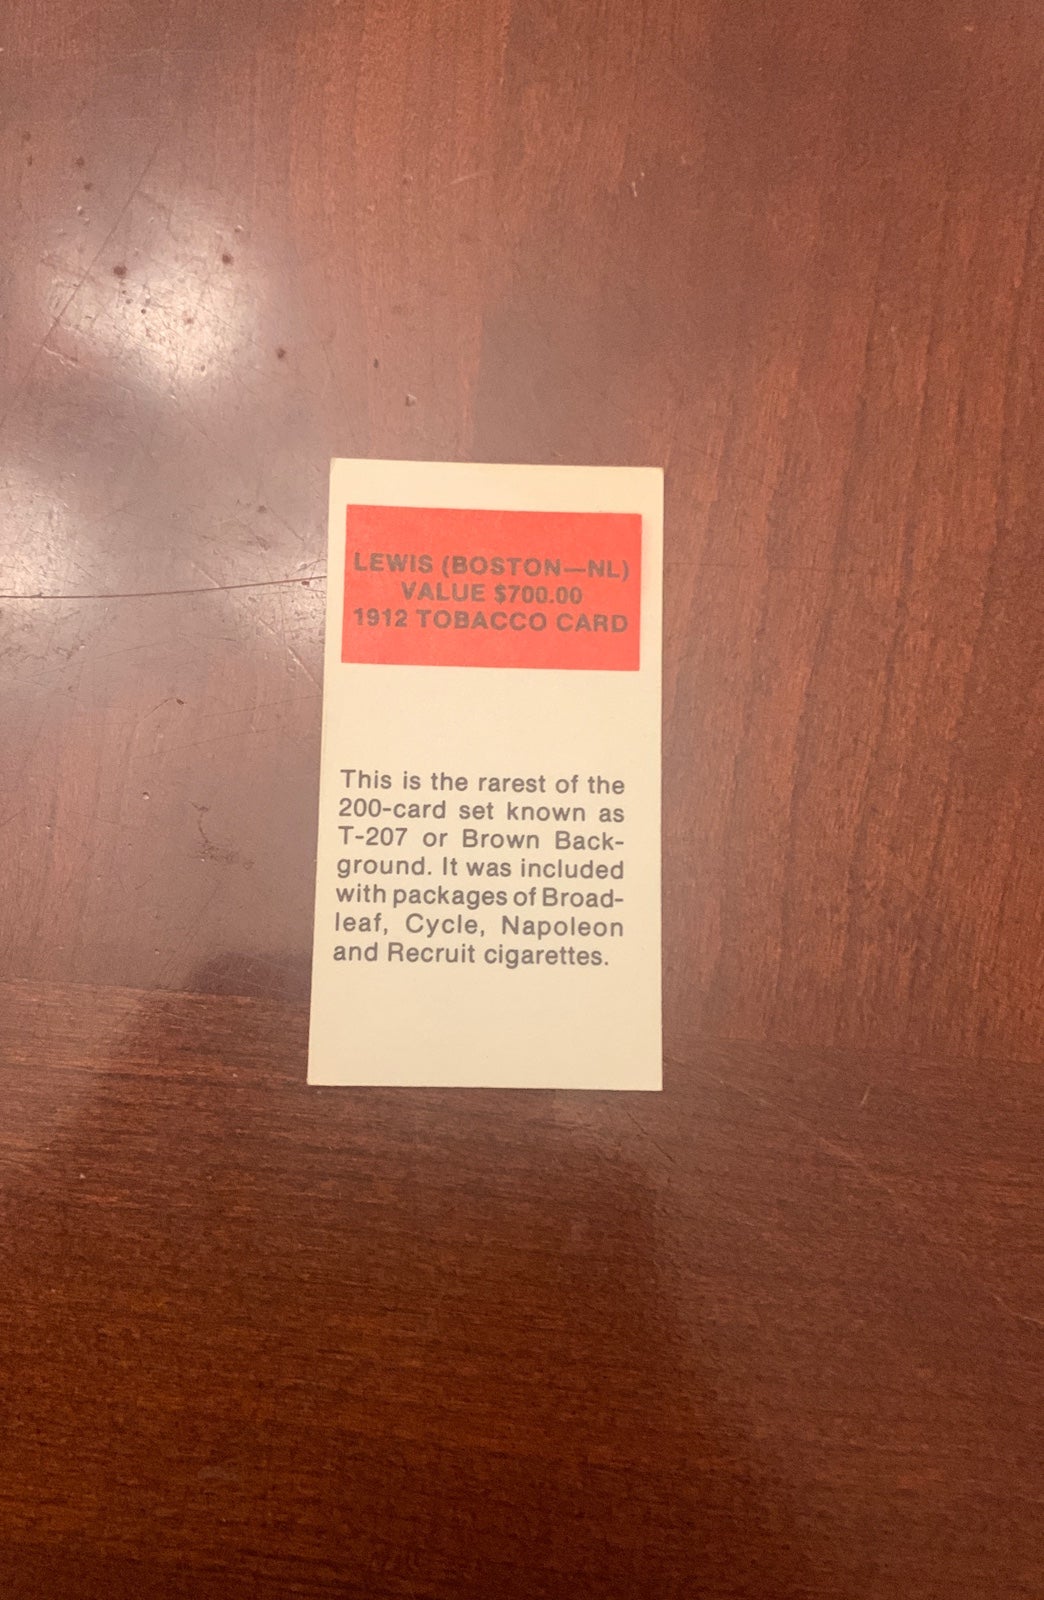 LEWIS (BOSTON—NL)
VALUE $700.00
1912 TOBACCO CARD
This is the rarest of the
200-card set known as
T-207 or Brown Back-
ground. It was included
with packages of Broad-
leaf, Cycle, Napoleon
and Recruit cigarettes.